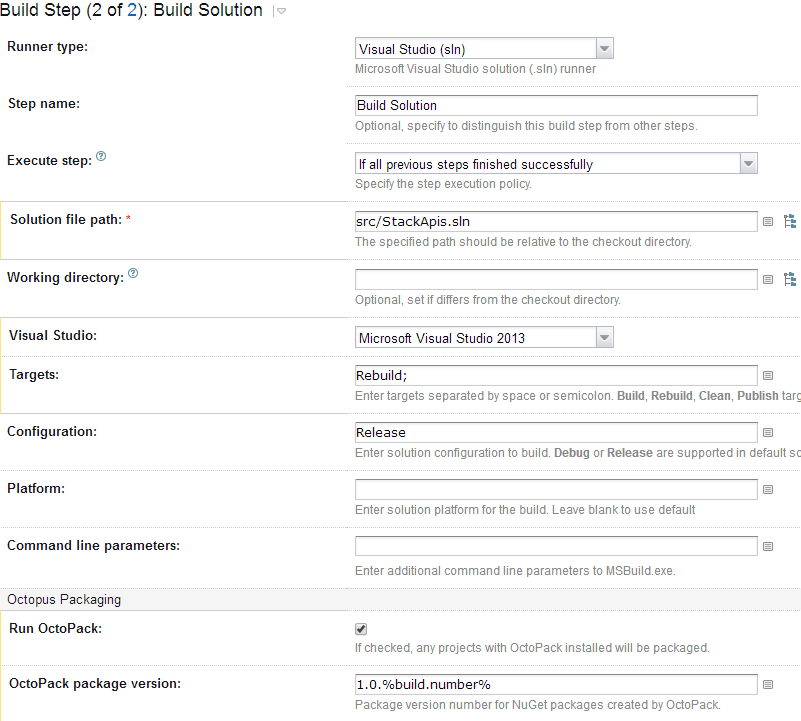 Build Step (2 of 2): Build Solution
Runner type:
Visual Studio (sln)
Microsoft Visual Studio solution (.sln) runner
Step name:
Build Solution
Optional, specify to distinguish this build step from other steps.
Execute step: ?
If all previous steps finished successfully
Specify the step execution policy.
Solution file path: *
src/StackApis.sln
The specified path should be relative to the checkout directory.
Working directory: ?
Optional, set if differs from the checkout directory.
Visual Studio:
Microsoft Visual Studio 2013
Targets:
Rebuild;
Enter targets separated by space or semicolon. Build, Rebuild, Clean, Publish targ
Configuration:
Release
Enter solution configuration to build. Debug or Release are supported in default so
Platform:
Enter solution platform for the build. Leave blank to use default
Command line parameters:
Enter additional command line parameters to MSBuild.exe.
Octopus Packaging
Run OctoPack:
If checked, any projects with OctoPack installed will be packaged.
OctoPack package version:
1.0.%build.number%
Package version number for NuGet packages created by OctoPack.